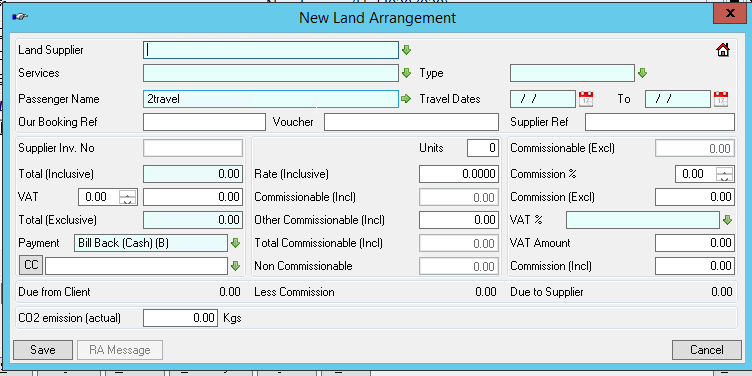 New Land Arrangement X
Land Supplier
Services Type
Passenger Name 2travel Travel Dates / / To / /
Our Booking Ref Voucher Supplier Ref
Supplier Inv. No Units 0 Commissionable (Excl) 0.00
Total (Inclusive) 0.00 Rate (Inclusive) 0.0000 Commission % 0.00
VAT 0.00 0.00 Commissionable (Incl) 0.00 Commission (Excl) 0.00
Total (Exclusive) 0.00 Other Commissionable (Incl) 0.00 VAT %
Payment Bill Back (Cash) (B) Total Commissionable (Incl) 0.00 VAT Amount 0.00
CC Non Commissionable 0.00 Commission (Incl) 0.00
Due from Client 0.00 Less Commission 0.00 Due to Supplier 0.00
CO2 emission (actual) 0.00 Kgs
Save RA Message Cancel